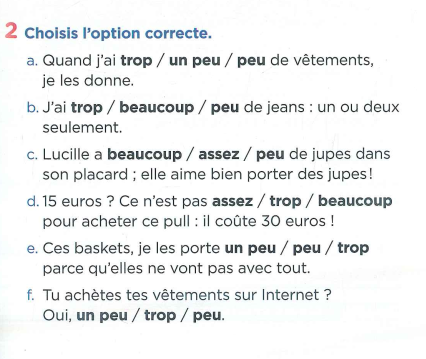 2 Choisis l'option correcte.
a. Quand j'ai trop / un peu / peu de vêtements,
je les donne.
b. J'ai trop / beaucoup / peu de jeans : un ou deux
seulement.
c. Lucille a beaucoup / assez / peu de jupes dans
son placard ; elle aime bien porter des jupes !
d. 15 euros ? Ce n'est pas assez / trop / beaucoup
pour acheter ce pull : il coûte 30 euros !
e. Ces baskets, je les porte un peu / peu / trop
parce qu'elles ne vont pas avec tout.
f. Tu achètes tes vêtements sur Internet ?
Oui, un peu / trop / peu.